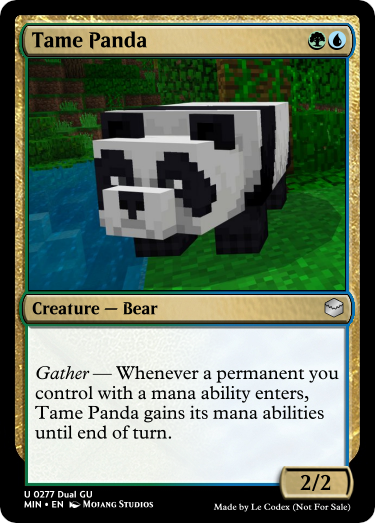 Tame Panda
Creature — Bear
Gather — Whenever a permanent you
control with a mana ability enters,
Tame Panda gains its mana abilities
until end of turn.
2/2
U 0277 Dual GU
MIN • EN Mojang Studios
Made by Le Codex (Not For Sale)